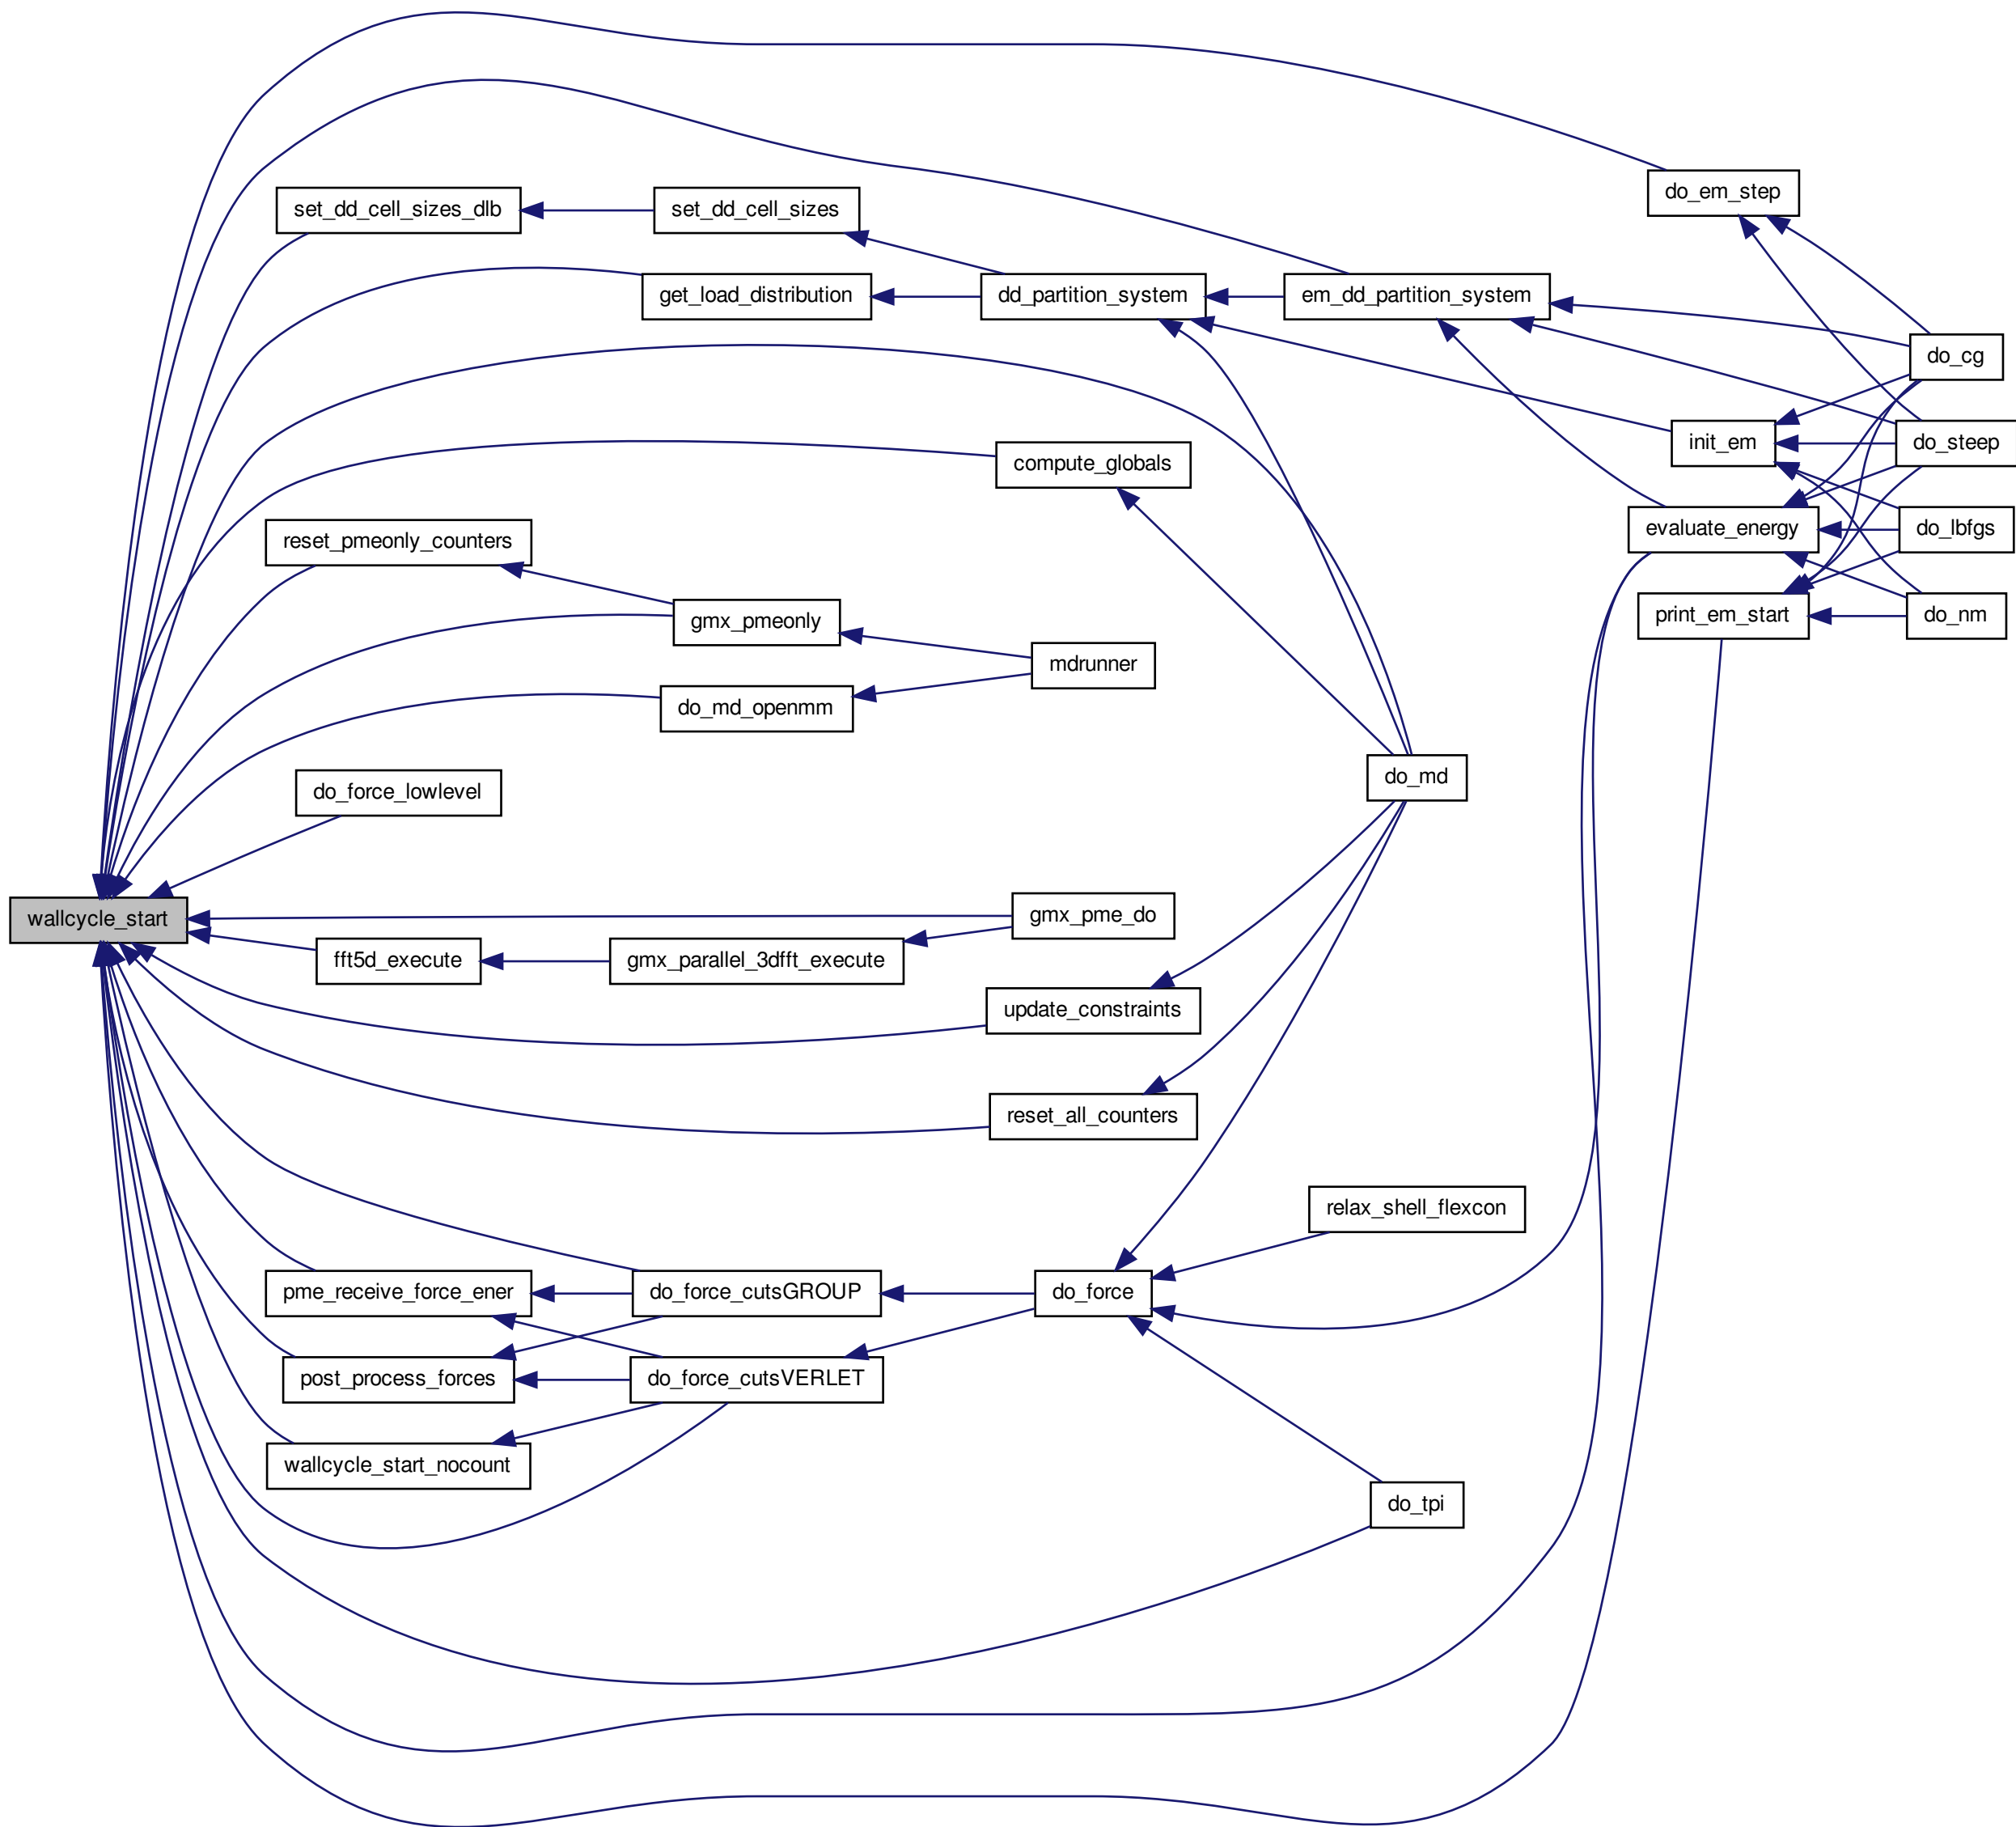 do_em_step
set_dd_cell_sizes_dlb
set_dd_cell_sizes
get_load_distribution
dd_partition_system
em_dd_partition_system
do_cg
init_em
do_steep
compute_globals
evaluate_energy
do_lbfgs
reset_pmeonly_counters
gmx_pmeonly
print_em_start
do_nm
mdrunner
do_md_openmm
do_md
do_force_lowlevel
wallcycle_start
gmx_pme_do
fft5d_execute
gmx_parallel_3dfft_execute
update_constraints
reset_all_counters
relax_shell_flexcon
pme_receive_force_ener
do_force_cutsGROUP
do_force
post_process_forces
do_force_cutsVERLET
wallcycle_start_nocount
do_tpi